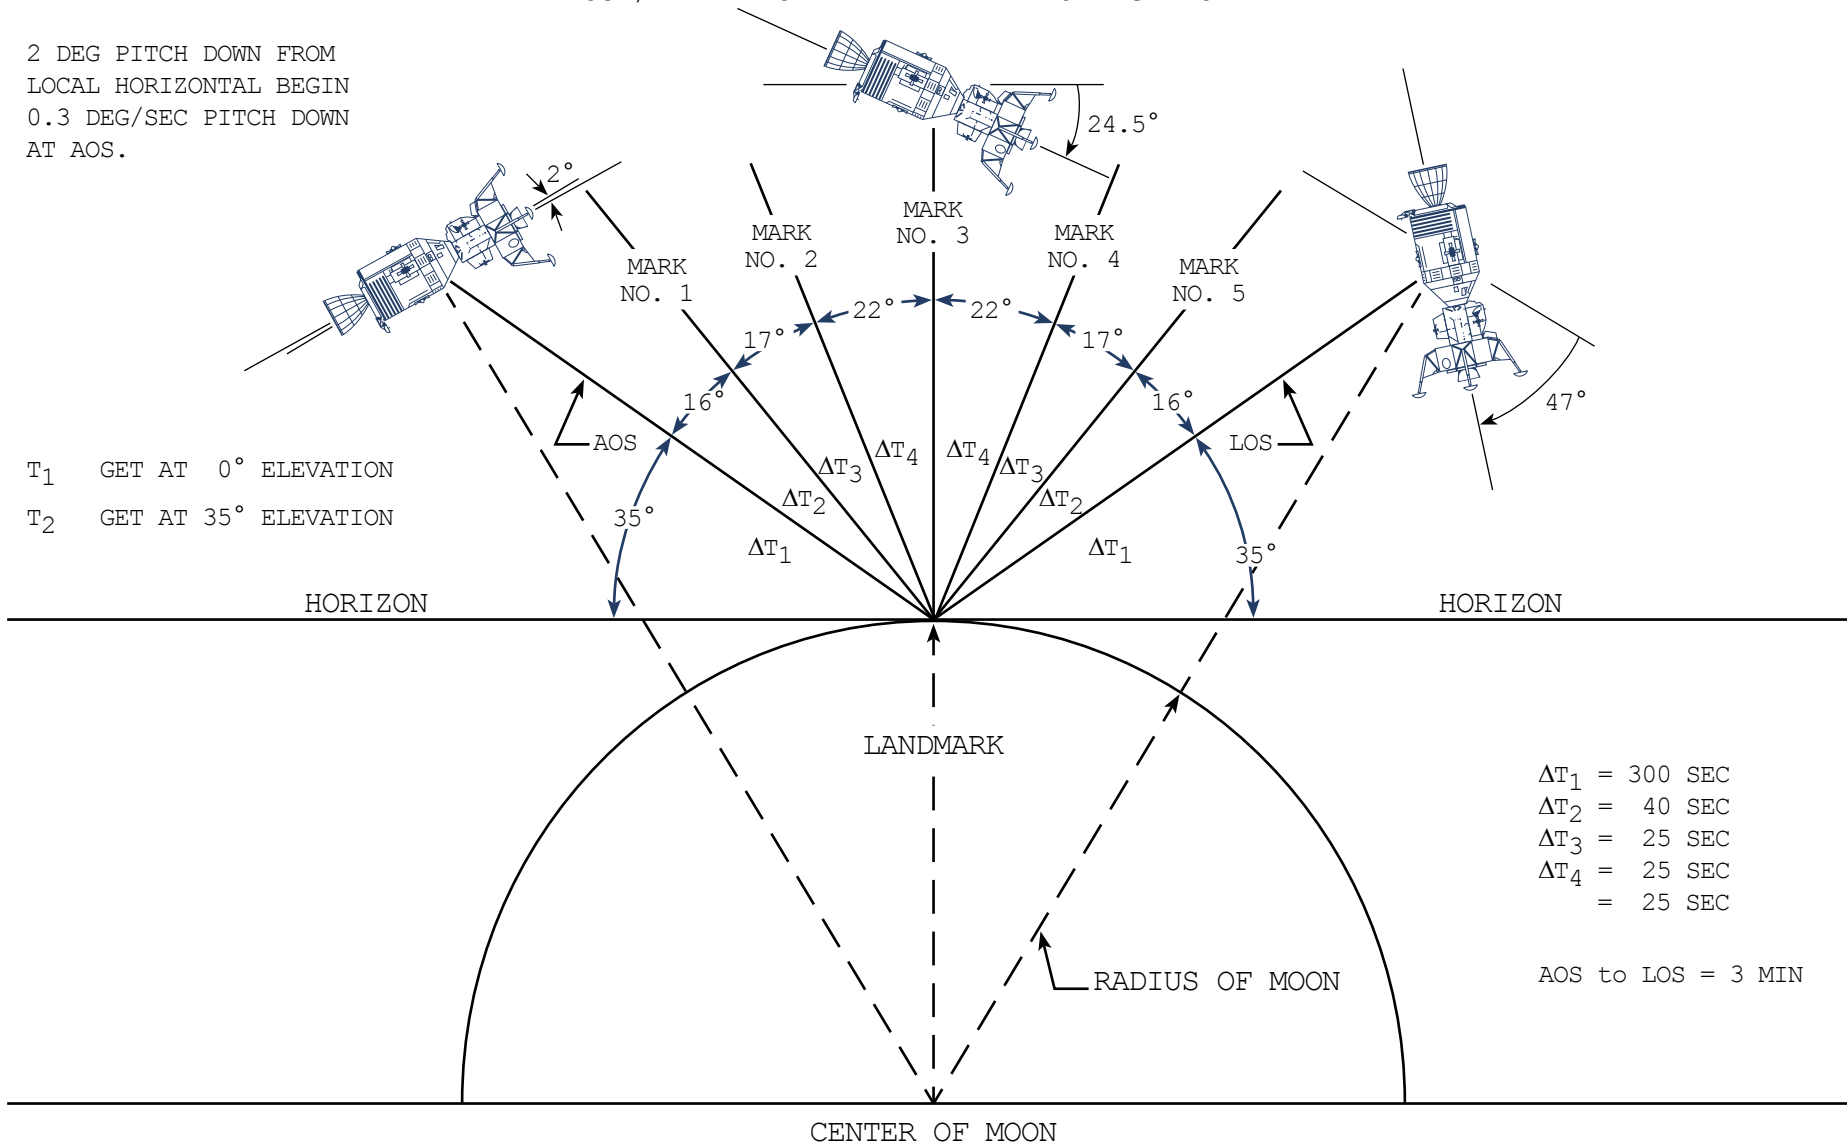 2 DEG PITCH DOWN FROM
LOCAL HORIZONTAL BEGIN
0.3 DEG/SEC PITCH DOWN
AT AOS.
2°
24.5°
47°
MARK
NO. 1
MARK
NO. 2
MARK
NO. 3
MARK
NO. 4
MARK
NO. 5
35°
16°
17°
22°
22°
17°
16°
35°
AOS
LOS
T₁ GET AT 0° ELEVATION
T₂ GET AT 35° ELEVATION
ΔT₁
ΔT₂
ΔT₃
ΔT₄
ΔT₄
ΔT₃
ΔT₂
ΔT₁
HORIZON
HORIZON
LANDMARK
RADIUS OF MOON
ΔT₁ = 300 SEC
ΔT₂ = 40 SEC
ΔT₃ = 25 SEC
ΔT₄ = 25 SEC
= 25 SEC
AOS to LOS = 3 MIN
CENTER OF MOON